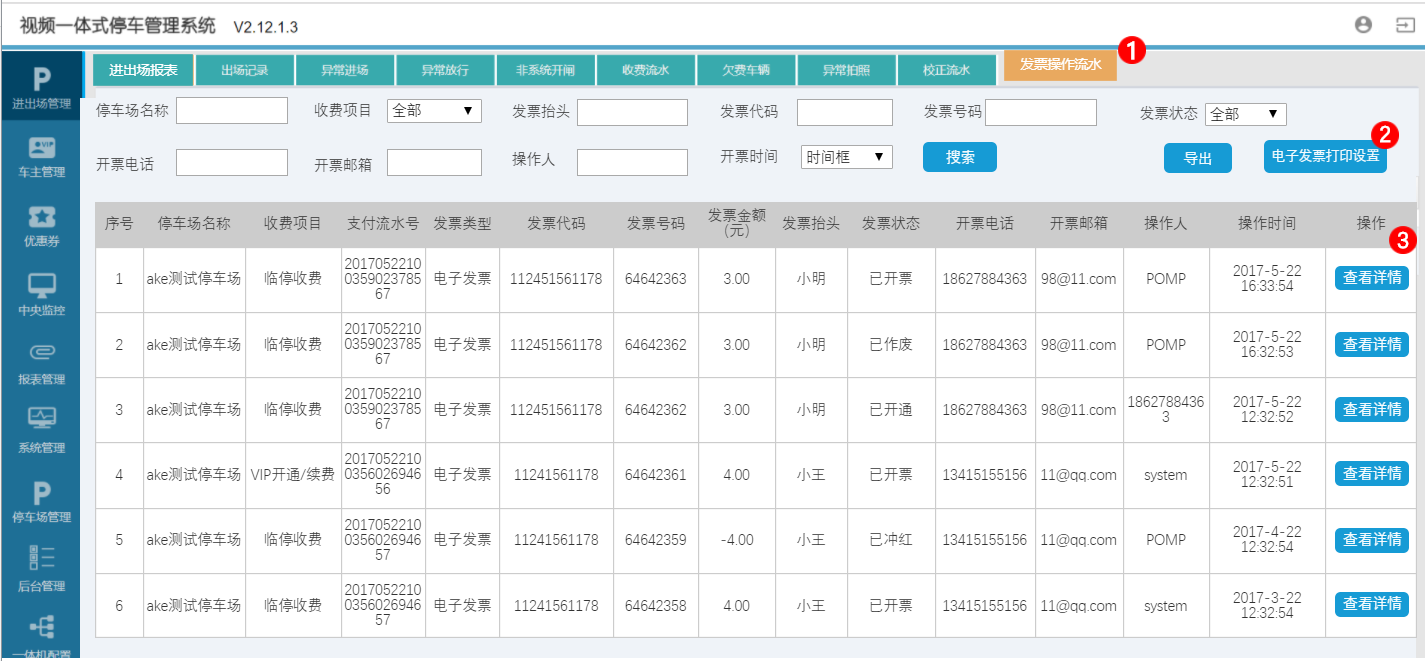 视频一体式停车管理系统 V2.12.1.3
进出场报表 出场记录 异常进场 异常放行 非系统开闸 收费流水 欠费车辆 异常拍照 校正流水 发票操作流水 1
停车场名称 收费项目 全部 发票抬头 发票代码 发票号码 发票状态 全部
开票电话 开票邮箱 操作人 开票时间 时间框 搜索 导出 电子发票打印设置 2
进出场管理
车主管理
优惠券
中央监控
报表管理
系统管理
停车场管理
后台管理
一体机配置
序号 停车场名称 收费项目 支付流水号 发票类型 发票代码 发票号码 发票金额(元) 发票抬头 发票状态 开票电话 开票邮箱 操作人 操作时间 操作 3
1 ake测试停车场 临停收费 2017052210035902378567 电子发票 112451561178 64642363 3.00 小明 已开票 18627884363 98@11.com POMP 2017-5-22 16:33:54 查看详情
2 ake测试停车场 临停收费 2017052210035902378567 电子发票 112451561178 64642362 3.00 小明 已作废 18627884363 98@11.com POMP 2017-5-22 16:32:53 查看详情
3 ake测试停车场 临停收费 2017052210035902378567 电子发票 112451561178 64642362 3.00 小明 已开通 18627884363 98@11.com 18627884363 2017-5-22 12:32:52 查看详情
4 ake测试停车场 VIP开通/续费 2017052210035602694656 电子发票 11241561178 64642361 4.00 小王 已开票 13415155156 11@qq.com system 2017-5-22 12:32:51 查看详情
5 ake测试停车场 临停收费 2017052210035602694657 电子发票 11241561178 64642359 -4.00 小王 已冲红 13415155156 11@qq.com POMP 2017-4-22 12:32:54 查看详情
6 ake测试停车场 临停收费 2017052210035602694657 电子发票 11241561178 64642358 4.00 小王 已开票 13415155156 11@qq.com system 2017-3-22 12:32:54 查看详情